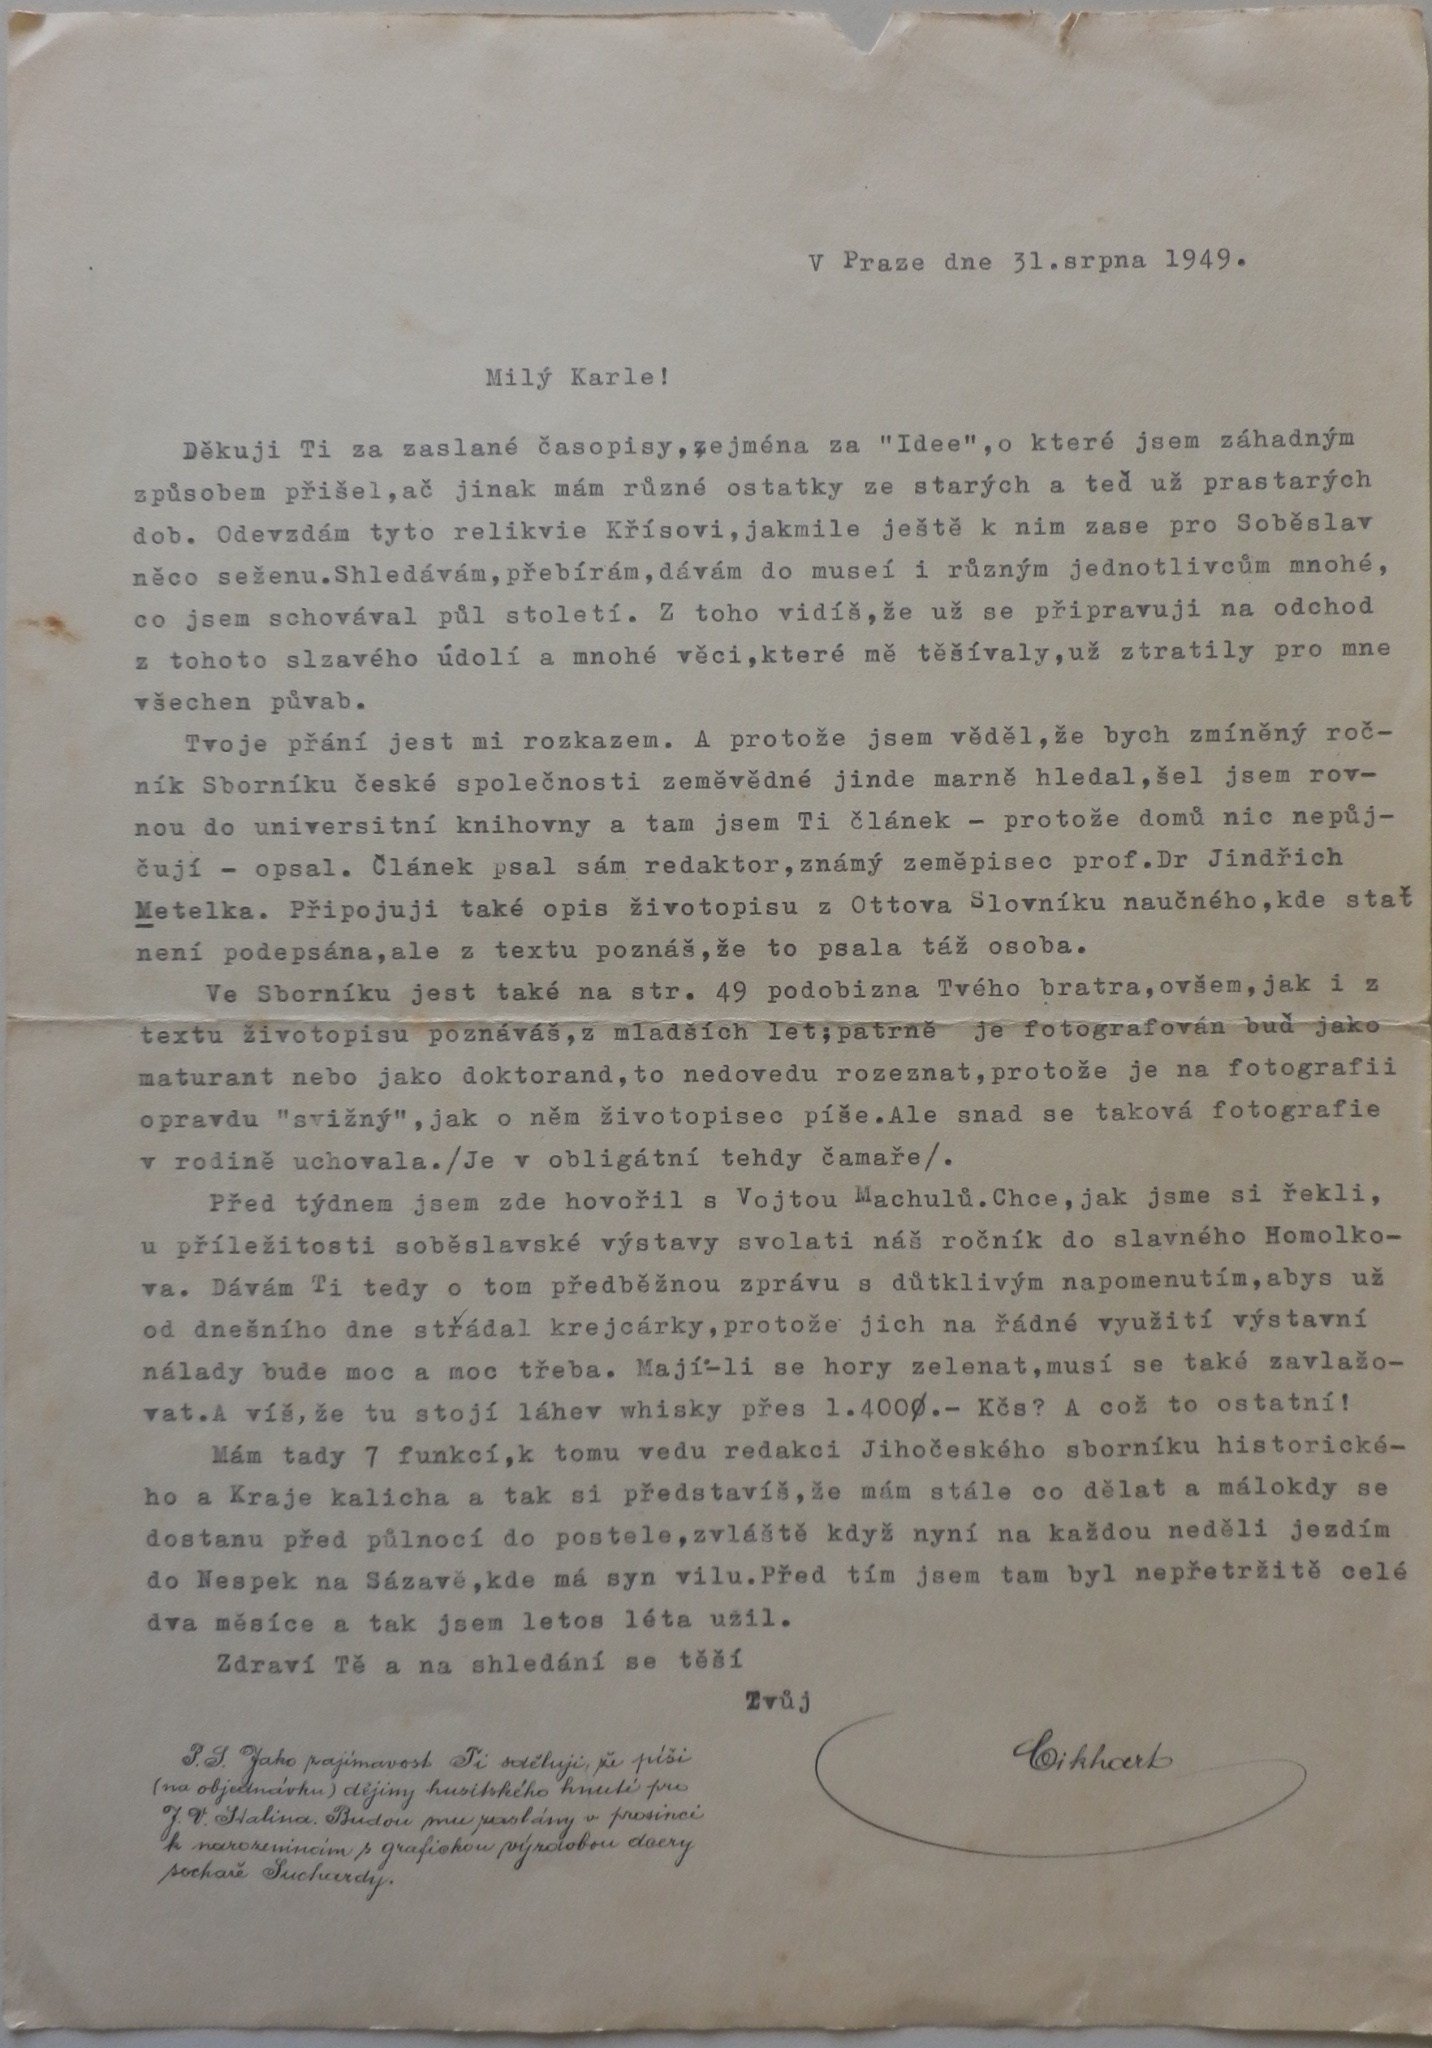 V Praze dne 31.srpna 1949.
Milý Karle!
Děkuji Ti za zaslané časopisy,zejména za "Idee",o které jsem záhadným
způsobem přišel,ač jinak mám různé ostatky ze starých a teď už prastarých
dob. Odevzdám tyto relikvie Křísovi,jakmile ještě k nim zase pro Soběslav
něco seženu.Shledávám,přebírám,dávám do museí i různým jednotlivcům mnohé,
co jsem schovával půl století. Z toho vidíš,že už se připravuji na odchod
z tohoto slzavého údolí a mnohé věci,které mě těšívaly,už ztratily pro mne
všechen půvab.
Tvoje přání jest mi rozkazem. A protože jsem věděl,že bych zmíněný roč-
ník Sborníku české společnosti zeměvědné jinde marně hledal,šel jsem rov-
nou do universitní knihovny a tam jsem Ti článek - protože domů nic nepůj-
čují - opsal. Článek psal sám redaktor,známý zeměpisec prof.Dr Jindřich
Metelka. Připojuji také opis životopisu z Ottova Slovníku naučného,kde stať
není podepsána,ale z textu poznáš,že to psala táž osoba.
Ve Sborníku jest také na str. 49 podobizna Tvého bratra,ovšem,jak i z
textu životopisu poznáváš,z mladších let;patrně je fotografován buď jako
maturant nebo jako doktorand,to nedovedu rozeznat,protože je na fotografii
opravdu "svižný",jak o něm životopisec píše.Ale snad se taková fotografie
v rodině uchovala./Je v obligátní tehdy čamaře/.
Před týdnem jsem zde hovořil s Vojtou Machulů.Chce,jak jsme si řekli,
u příležitosti soběslavské výstavy svolati náš ročník do slavného Homolko-
va. Dávám Ti tedy o tom předběžnou zprávu s důtklivým napomenutím,abys už
od dnešního dne střádal krejcárky,protože jich na řádné využití výstavní
nálady bude moc a moc třeba. Mají-li se hory zelenat,musí se také zavlažo-
vat.A víš,že tu stojí láhev whisky přes 1.400.- Kčs? A což to ostatní!
Mám tady 7 funkcí,k tomu vedu redakci Jihočeského sborníku historické-
ho a Kraje kalicha a tak si představíš,že mám stále co dělat a málokdy se
dostanu před půlnocí do postele,zvláště když nyní na každou neděli jezdím
do Nespek na Sázavě,kde má syn vilu.Před tím jsem tam byl nepřetržitě celé
dva měsíce a tak jsem letos léta užil.
Zdraví Tě a na shledání se těší
Tvůj
Cikhart
P.S. Jako zajímavost Ti sděluji, že píši
(na objednávku) dějiny husitského hnutí pro
J. V. Stalina. Budou mu zaslány v prosinci
k narozeninám s grafickou výzdobou dcery
sochaře Suchardy.